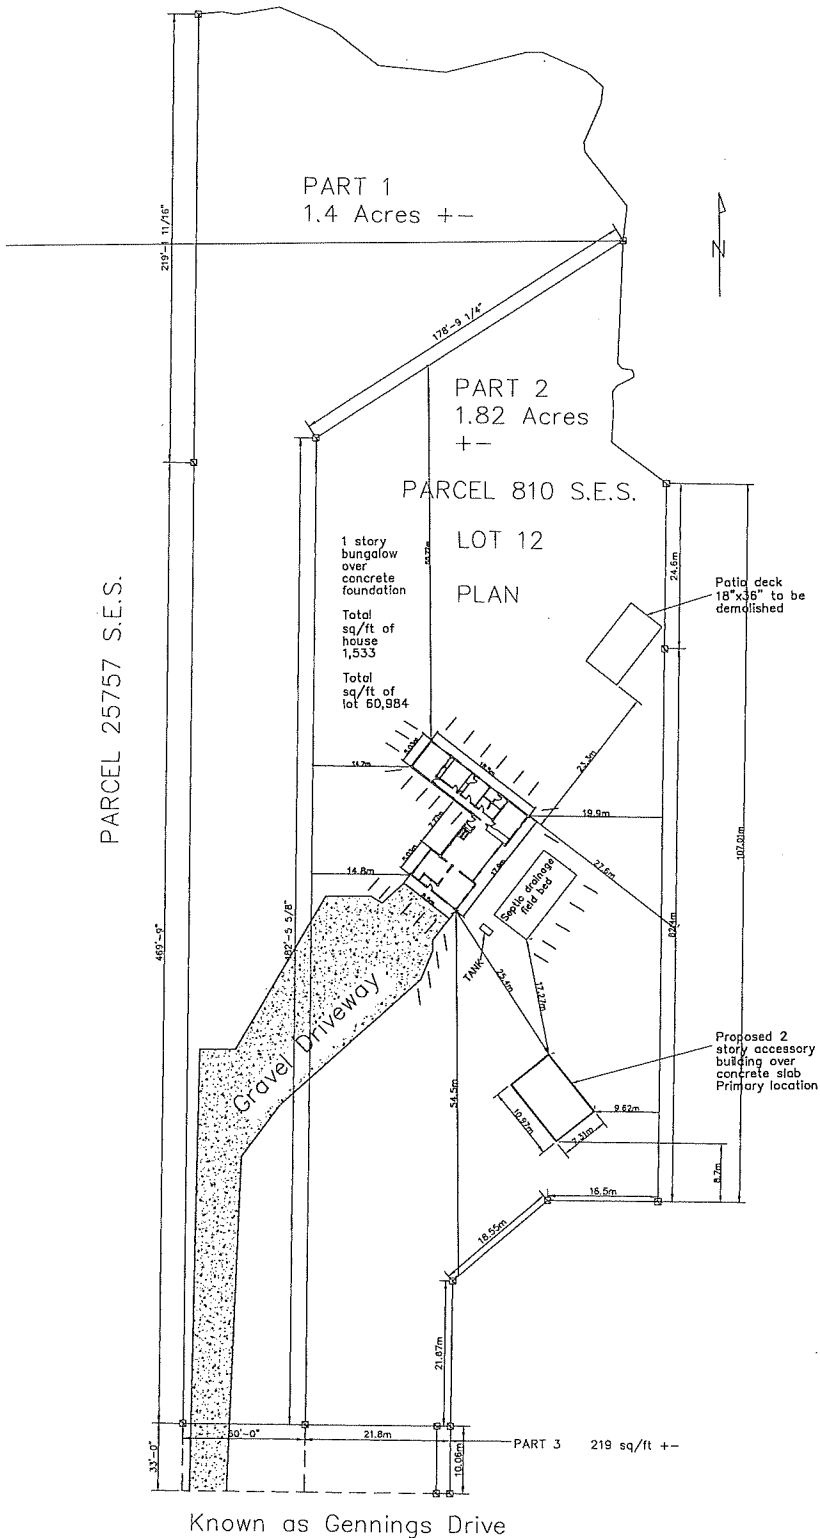 PART 1
1.4 Acres +-
219'-1 11/16"
N
178'-9 1/4"
PART 2
1.82 Acres
+-
PARCEL 810 S.E.S.
LOT 12
PLAN
1 story
bungalow
over
concrete
foundation
Total
sq/ft of
house
1,533
Total
sq/ft of
lot 60,984
24.6m
Patio deck
18"x36" to be
demolished
PARCEL 25757 S.E.S.
14.7m
23.3m
19.9m
107.01m
14.8m
17.9m
27.6m
Septic drainage
field bed
469'-9"
TANK
25.4m
17.27m
Gravel Driveway
Proposed 2
story accessory
building over
concrete slab
Primary location
54.5m
10.97m
7.31m
9.62m
8.7m
16.5m
18.55m
21.87m
33'-0"
21.8m
10.06m
PART 3 219 sq/ft +-
Known as Gennings Drive